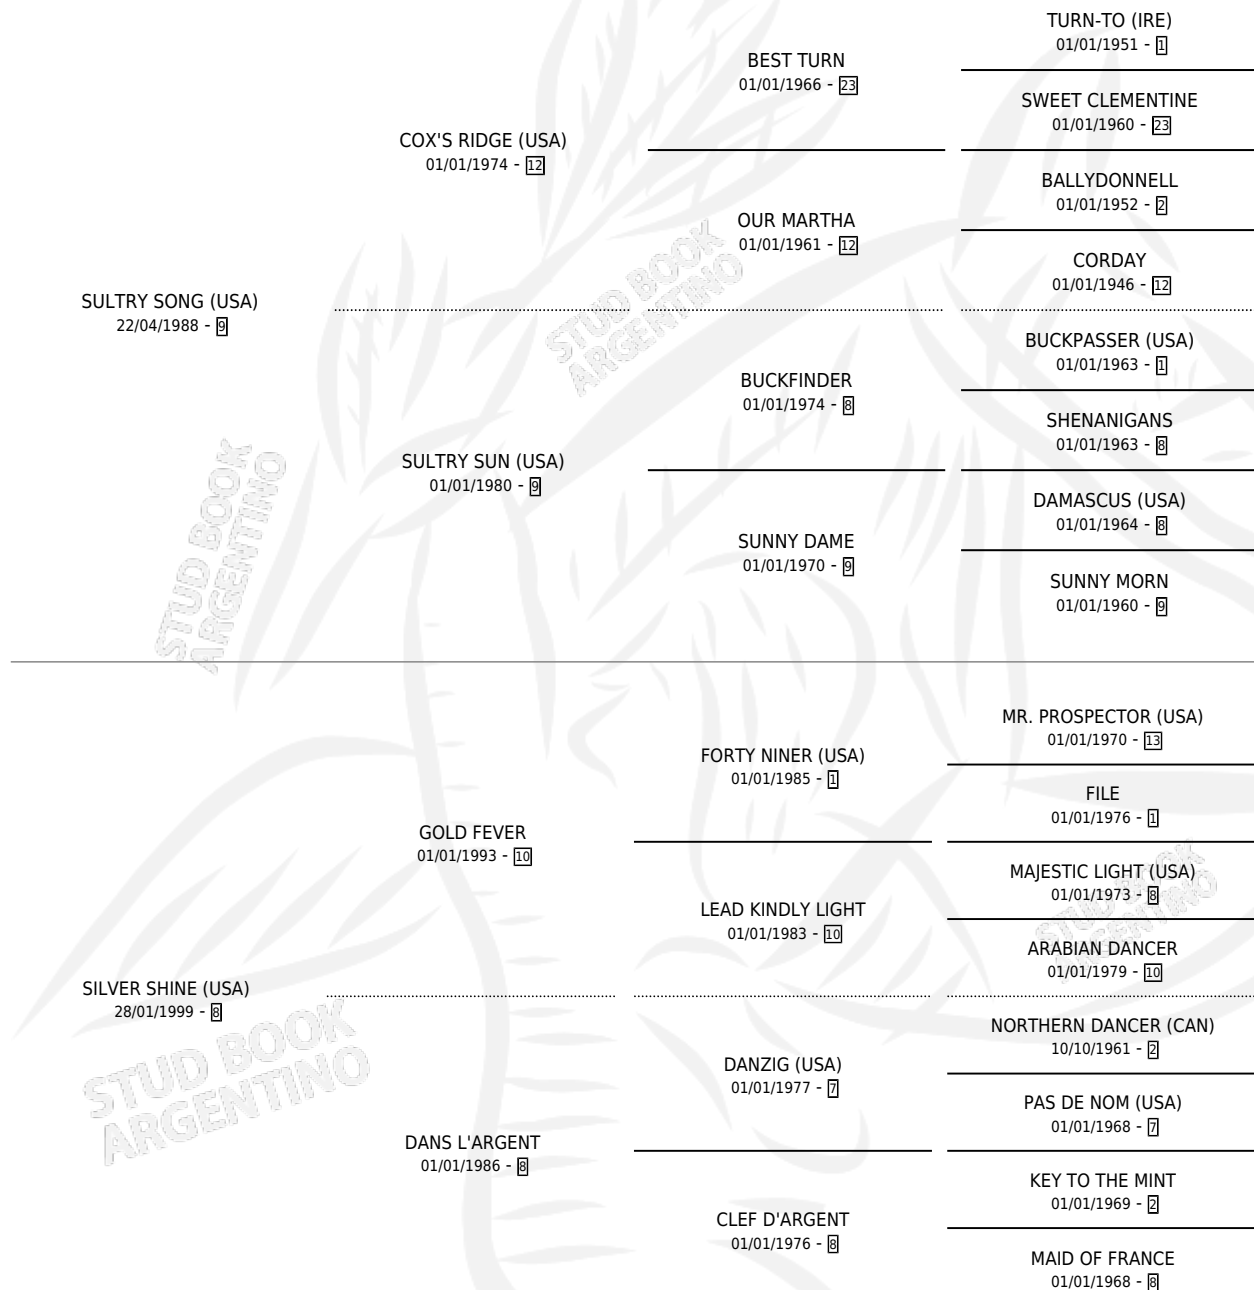 TURN-TO (IRE)
01/01/1951 - 1
BEST TURN
01/01/1966 - 23
SWEET CLEMENTINE
01/01/1960 - 23
COX'S RIDGE (USA)
01/01/1974 - 12
BALLYDONNELL
01/01/1952 - 2
OUR MARTHA
01/01/1961 - 12
CORDAY
01/01/1946 - 12
SULTRY SONG (USA)
22/04/1988 - 9
BUCKPASSER (USA)
01/01/1963 - 1
BUCKFINDER
01/01/1974 - 8
SHENANIGANS
01/01/1963 - 8
SULTRY SUN (USA)
01/01/1980 - 9
DAMASCUS (USA)
01/01/1964 - 8
SUNNY DAME
01/01/1970 - 9
SUNNY MORN
01/01/1960 - 9
MR. PROSPECTOR (USA)
01/01/1970 - 13
FORTY NINER (USA)
01/01/1985 - 1
FILE
01/01/1976 - 1
GOLD FEVER
01/01/1993 - 10
MAJESTIC LIGHT (USA)
01/01/1973 - 8
LEAD KINDLY LIGHT
01/01/1983 - 10
ARABIAN DANCER
01/01/1979 - 10
SILVER SHINE (USA)
28/01/1999 - 8
NORTHERN DANCER (CAN)
10/10/1961 - 2
DANZIG (USA)
01/01/1977 - 7
PAS DE NOM (USA)
01/01/1968 - 7
DANS L'ARGENT
01/01/1986 - 8
KEY TO THE MINT
01/01/1969 - 2
CLEF D'ARGENT
01/01/1976 - 8
MAID OF FRANCE
01/01/1968 - 8
STUD BOOK
ARGENTINO
STUD BOOK
ARGENTINO
STUD BOOK
ARGENTINO
STUD BOOK
ARGENTINO